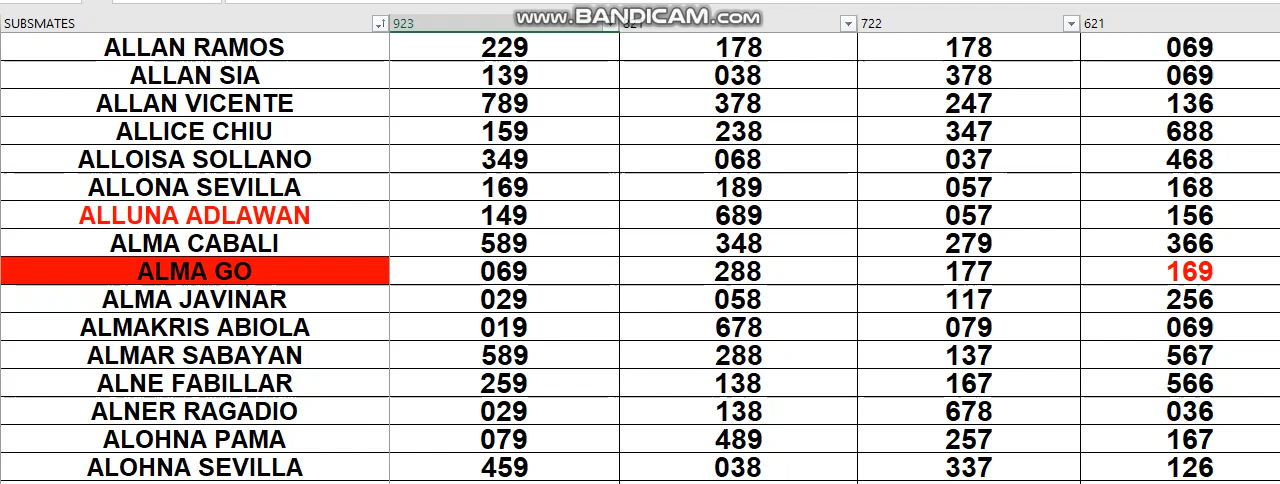 www.BANDICAM.com
SUBSMATES 923 722 621
ALLAN RAMOS 229 178 178 069
ALLAN SIA 139 038 378 069
ALLAN VICENTE 789 378 247 136
ALLICE CHIU 159 238 347 688
ALLOISA SOLLANO 349 068 037 468
ALLONA SEVILLA 169 189 057 168
ALLUNA ADLAWAN 149 689 057 156
ALMA CABALI 589 348 279 366
ALMA GO 069 288 177 169
ALMA JAVINAR 029 058 117 256
ALMAKRIS ABIOLA 019 678 079 069
ALMAR SABAYAN 589 288 137 567
ALNE FABILLAR 259 138 167 566
ALNER RAGADIO 029 138 678 036
ALOHNA PAMA 079 489 257 167
ALOHNA SEVILLA 459 038 337 126